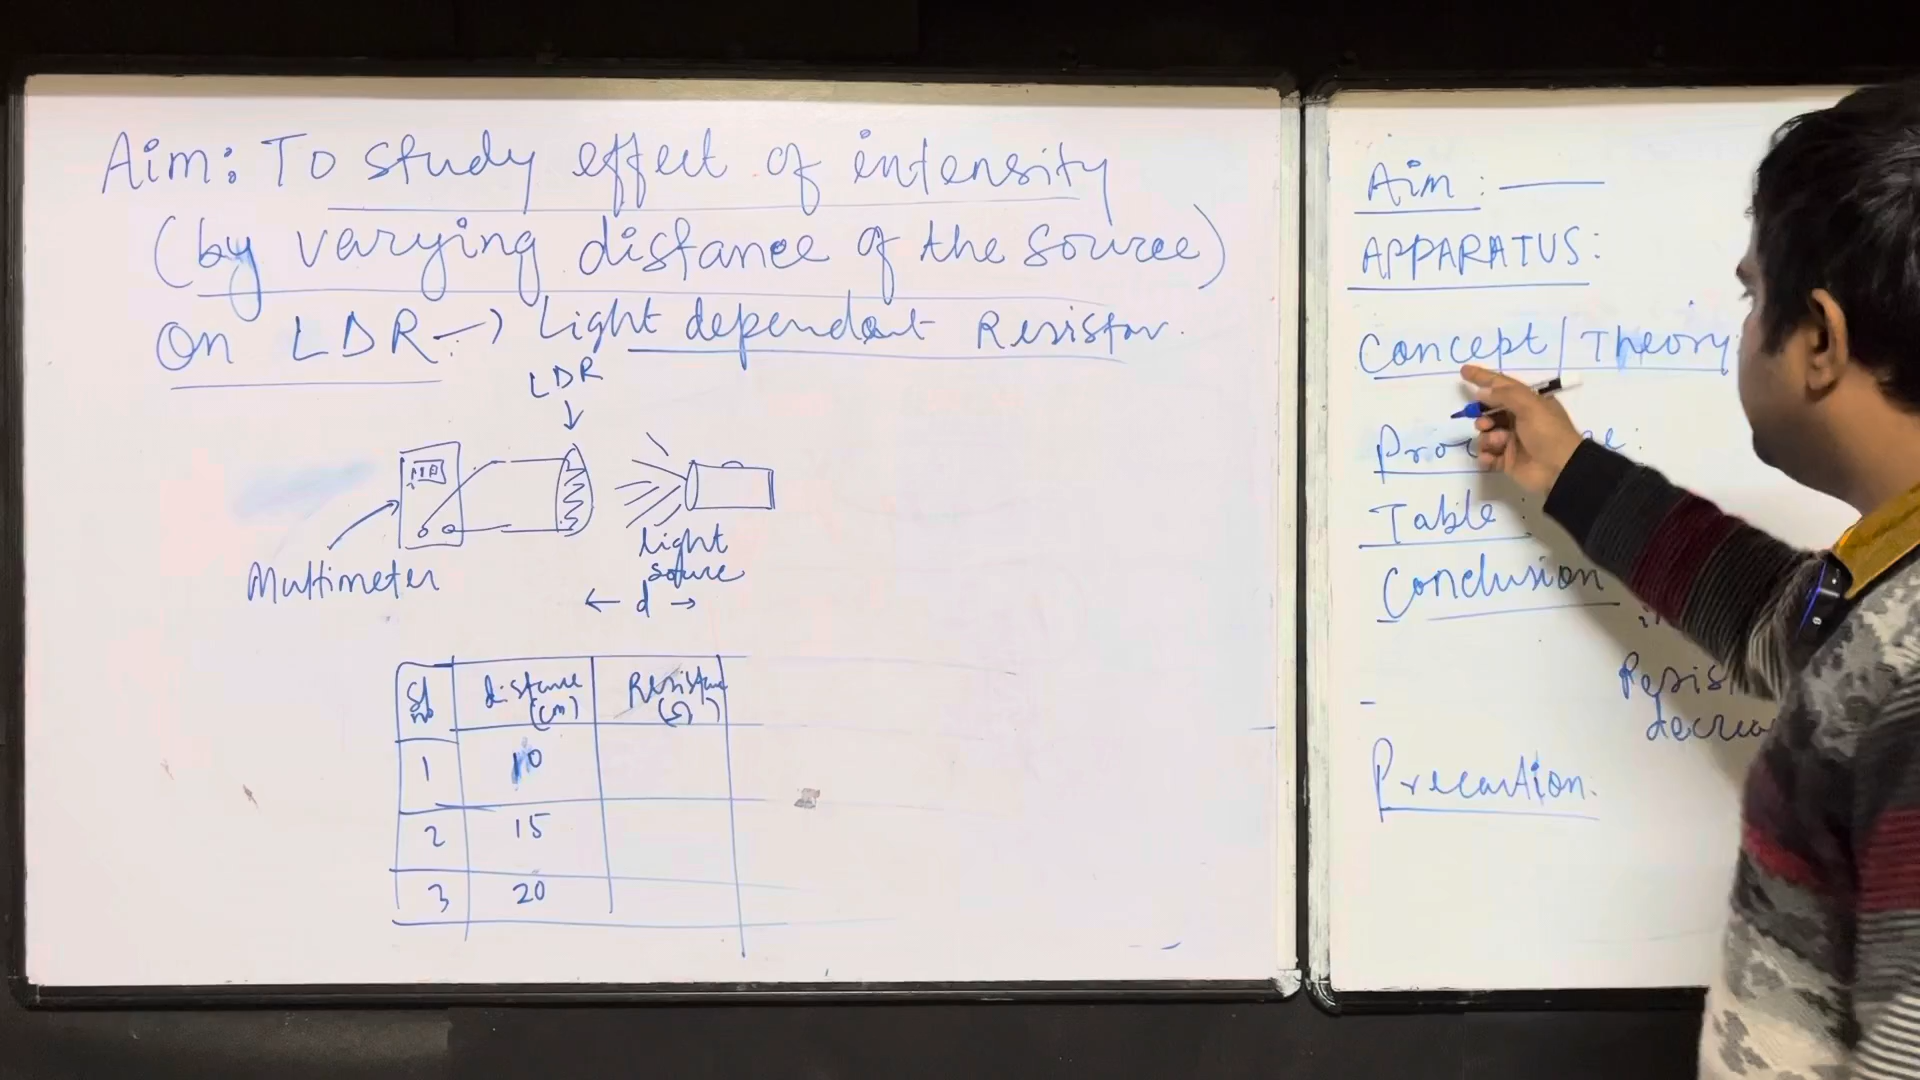 Aim: To study effect of intensity
(by varying distance of the source)
On LDR → Light dependent Resistor.
LDR
Multimeter
light
source
← d →
Sl no | distance (cm) | Resistance (Ω)
1 | 10
2 | 15
3 | 20
Aim :
APPARATUS:
Concept/Theory
Table :
Conclusion
Precaution.